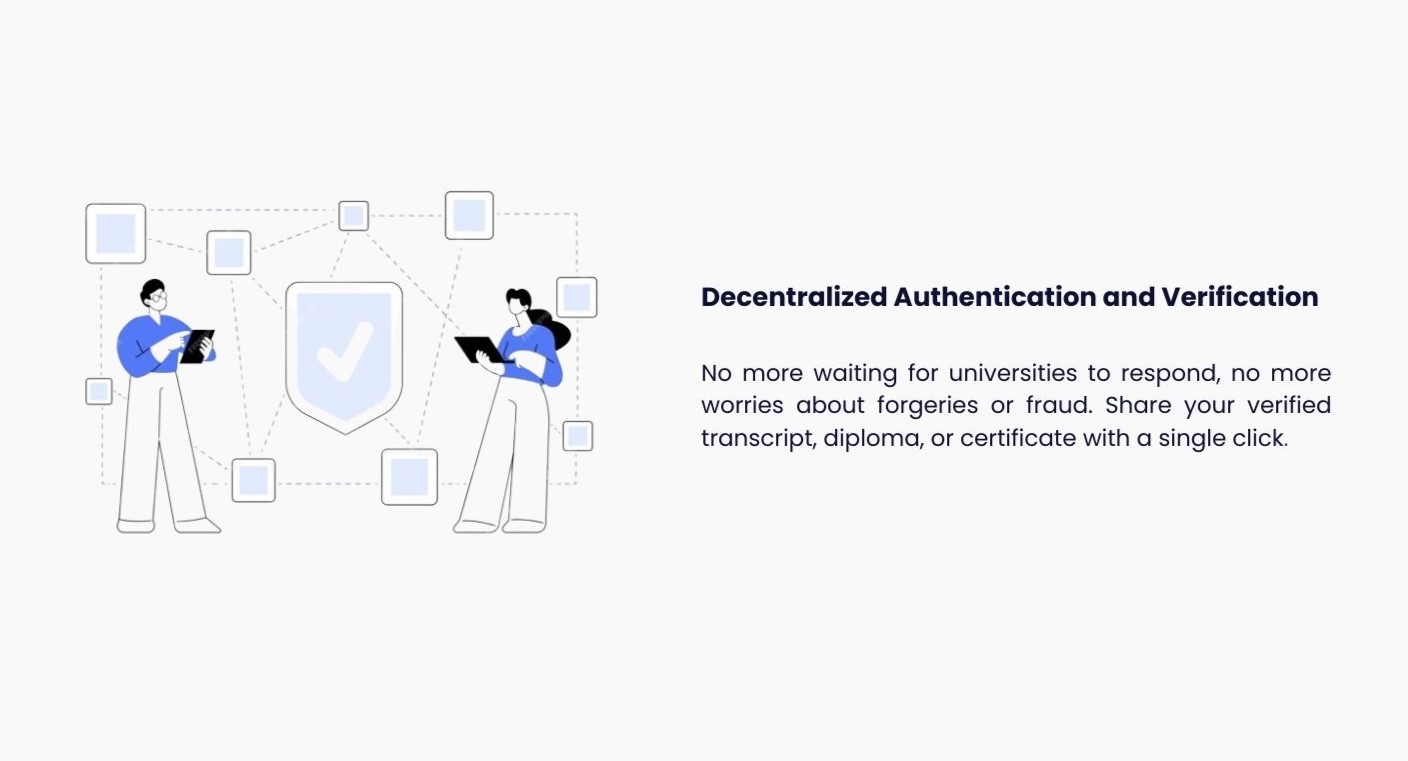 Decentralized Authentication and Verification
No more waiting for universities to respond, no more
worries about forgeries or fraud. Share your verified
transcript, diploma, or certificate with a single click.